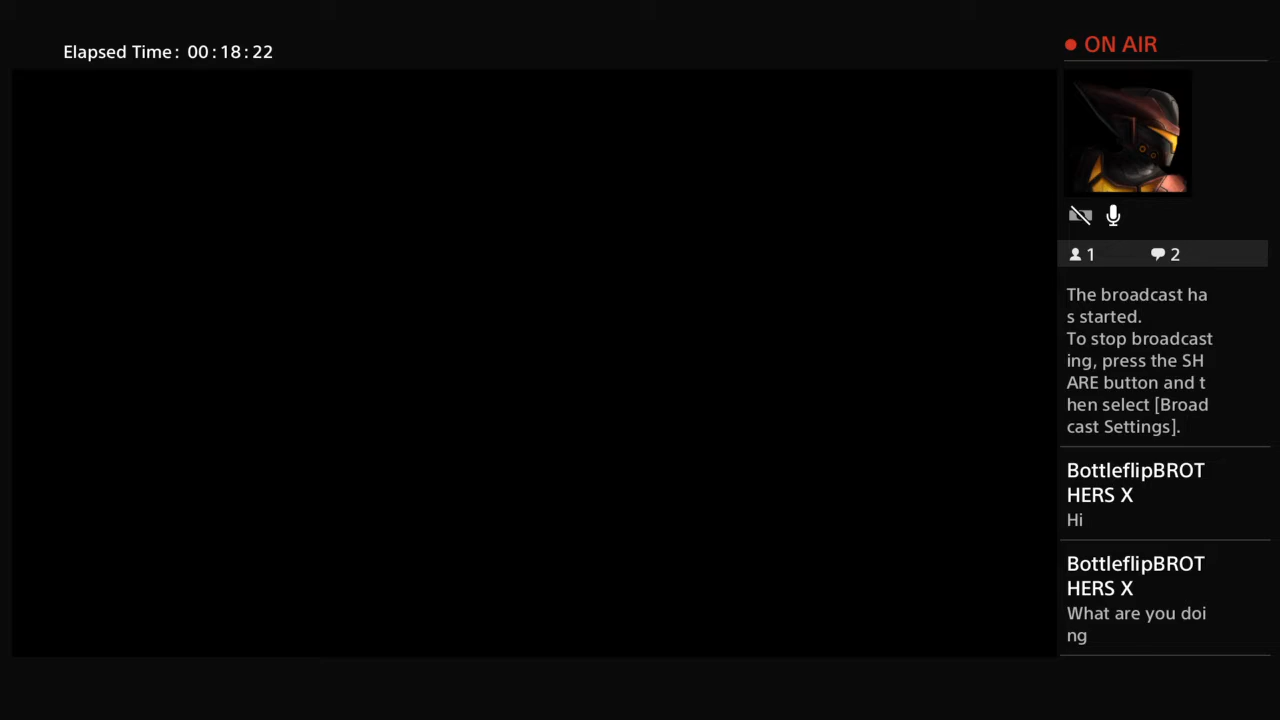 Elapsed Time: 00:18:22
ON AIR
1 2
The broadcast ha
s started.
To stop broadcast
ing, press the SH
ARE button and t
hen select [Broad
cast Settings].
BottleflipBROT
HERS X
Hi
BottleflipBROT
HERS X
What are you doi
ng